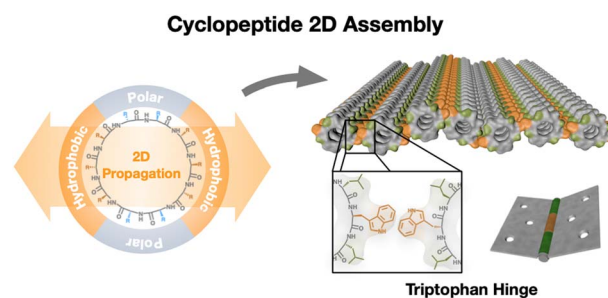 Cyclopeptide 2D Assembly
Polar
Hydrophobic
2D
Propagation
Hydrophobic
Polar
Triptophan Hinge